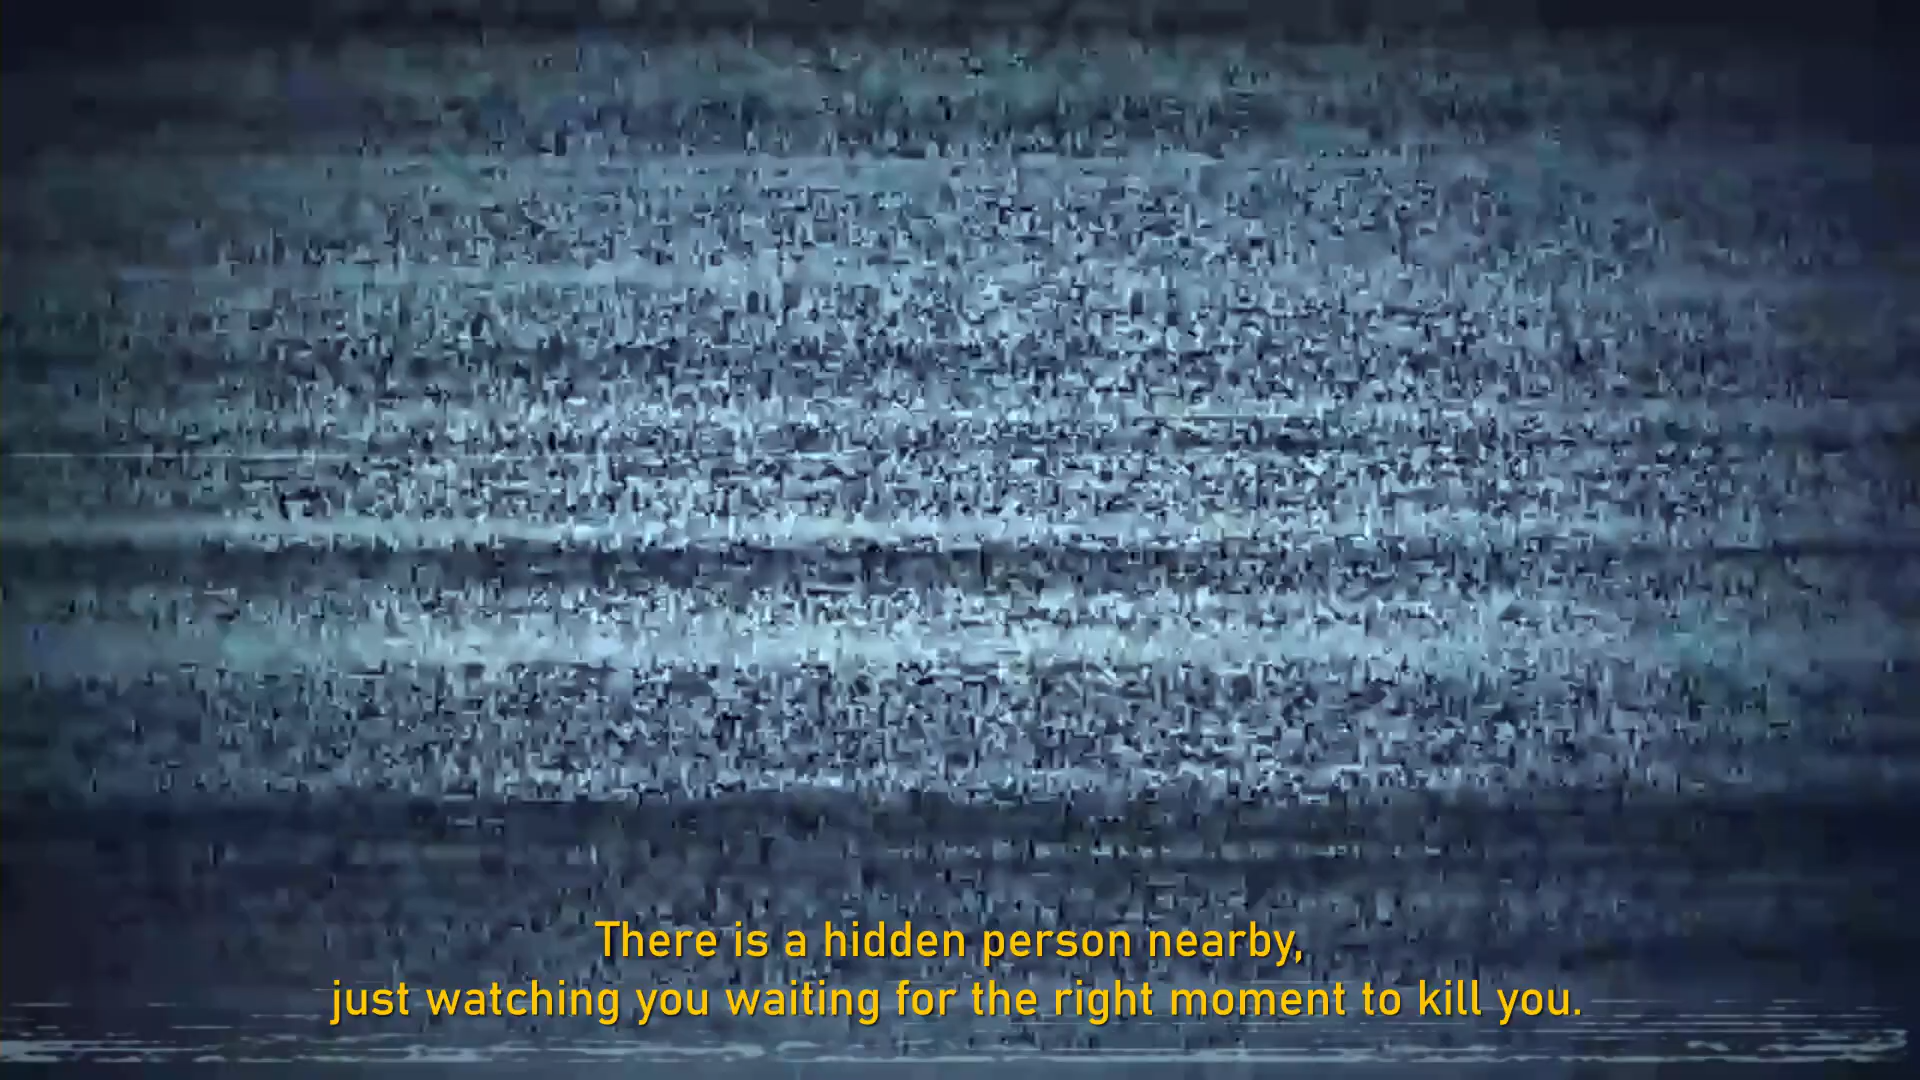 There is a hidden person nearby,
just watching you waiting for the right moment to kill you.